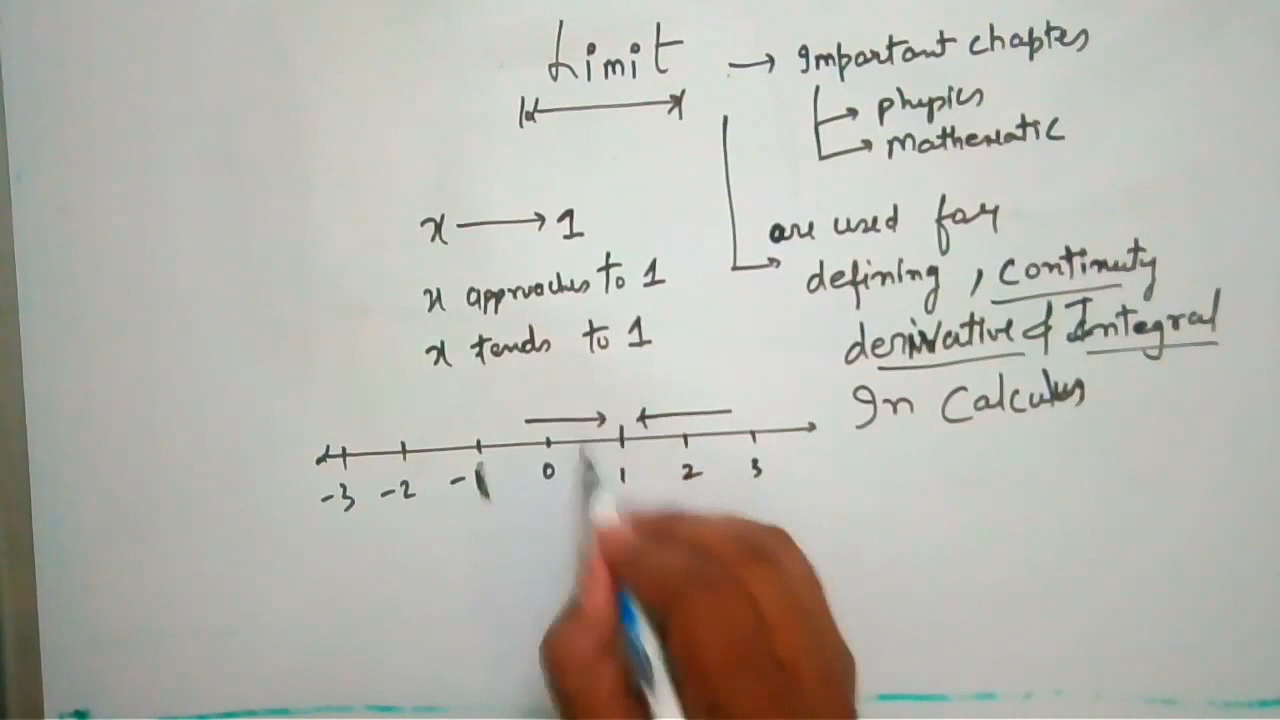 Limit → Important chapter
→ physics
→ mathematic
x → 1
x approaches to 1
x tends to 1
are used for
defining, continuty
derivative & Integral
In Calculus
-3 -2 -1 0 1 2 3